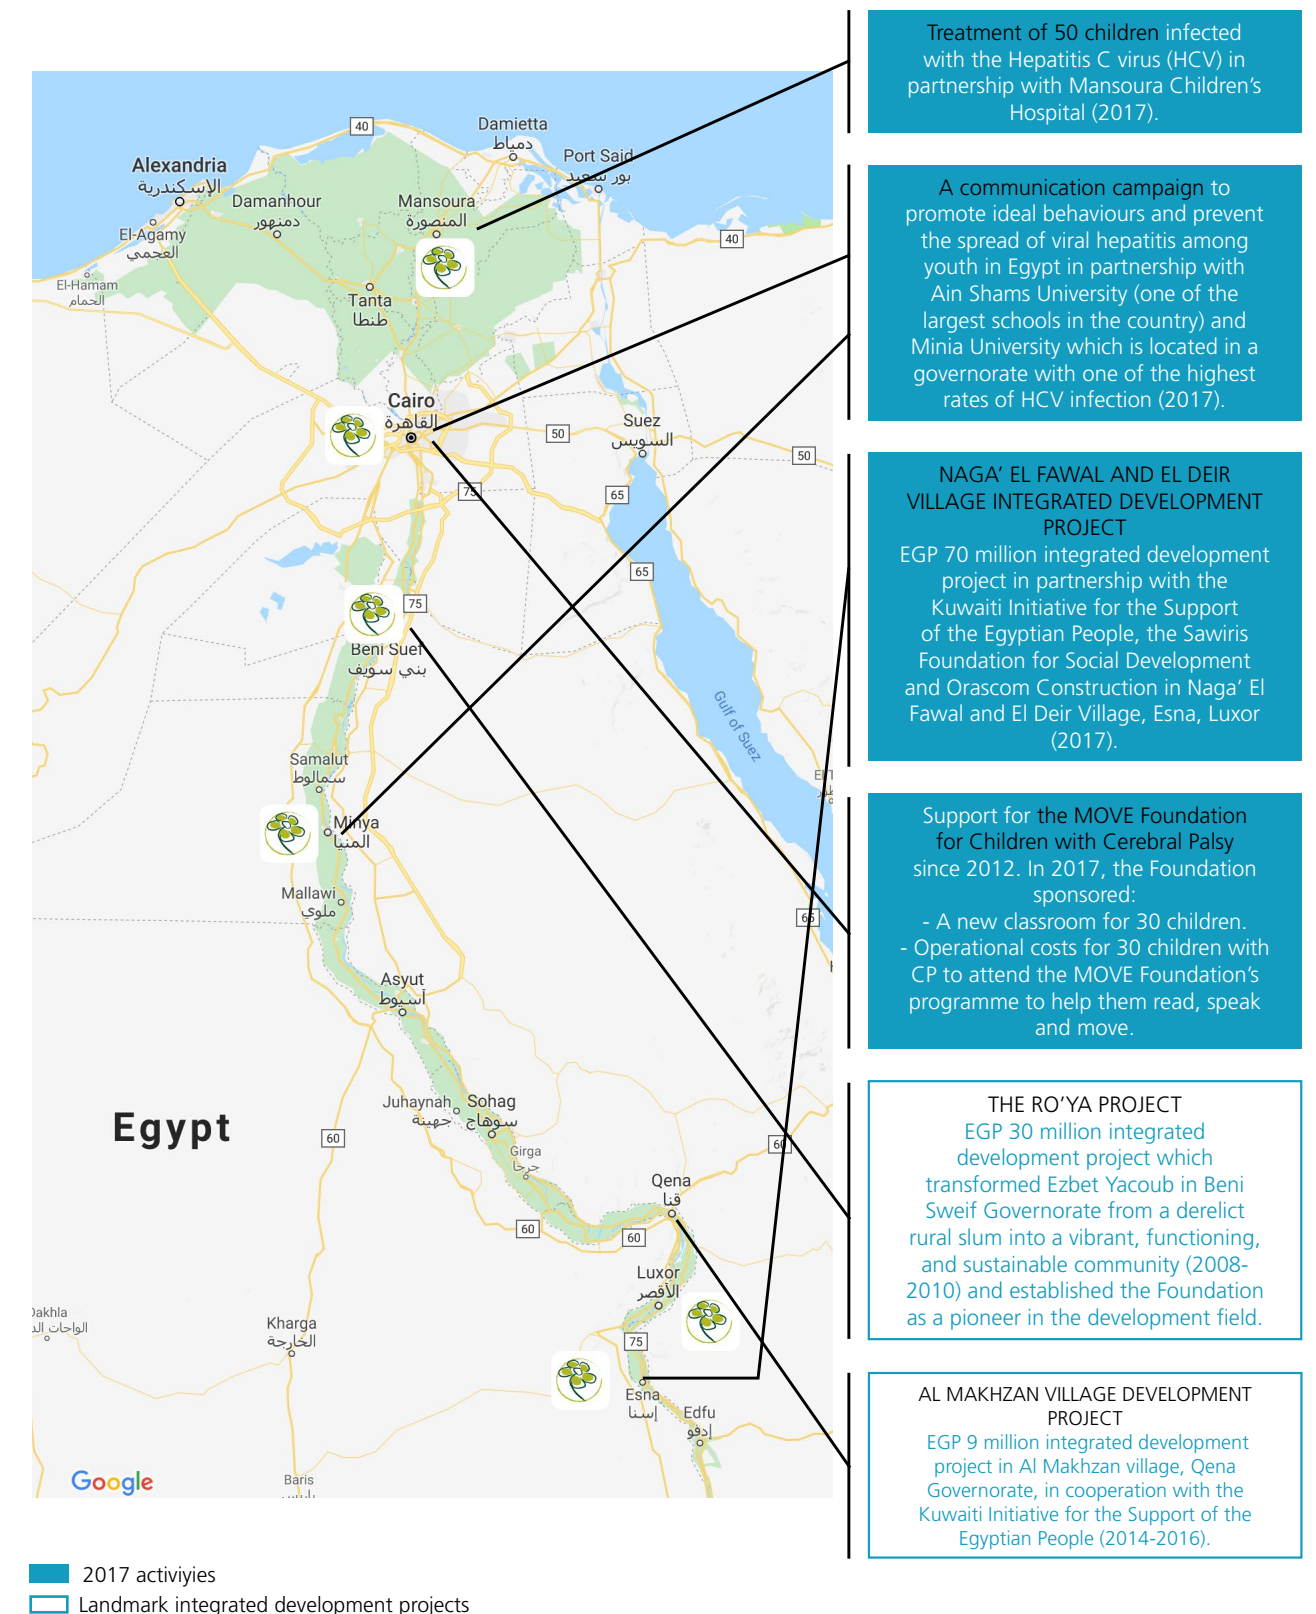 Treatment of 50 children infected
with the Hepatitis C virus (HCV) in
partnership with Mansoura Children's
Hospital (2017).
A communication campaign to
promote ideal behaviours and prevent
the spread of viral hepatitis among
youth in Egypt in partnership with
Ain Shams University (one of the
largest schools in the country) and
Minia University which is located in a
governorate with one of the highest
rates of HCV infection (2017).
NAGA' EL FAWAL AND EL DEIR
VILLAGE INTEGRATED DEVELOPMENT
PROJECT
EGP 70 million integrated development
project in partnership with the
Kuwaiti Initiative for the Support
of the Egyptian People, the Sawiris
Foundation for Social Development
and Orascom Construction in Naga' El
Fawal and El Deir Village, Esna, Luxor
(2017).
Support for the MOVE Foundation
for Children with Cerebral Palsy
since 2012. In 2017, the Foundation
sponsored:
- A new classroom for 30 children.
- Operational costs for 30 children with
CP to attend the MOVE Foundation's
programme to help them read, speak
and move.
THE RO'YA PROJECT
EGP 30 million integrated
development project which
transformed Ezbet Yacoub in Beni
Sweif Governorate from a derelict
rural slum into a vibrant, functioning,
and sustainable community (2008-
2010) and established the Foundation
as a pioneer in the development field.
AL MAKHZAN VILLAGE DEVELOPMENT
PROJECT
EGP 9 million integrated development
project in Al Makhzan village, Qena
Governorate, in cooperation with the
Kuwaiti Initiative for the Support of the
Egyptian People (2014-2016).
40
Damietta
دمياط
Port Said
بور سعيد
Alexandria
الإسكندرية
Damanhour
دمنهور
Mansoura
المنصورة
El-Agamy
العجمي
40
El-Hamam
الحمام
Tanta
طنطا
Cairo
القاهرة
Suez
السويس
50
50
75
65
65
75
Beni Suef
بني سويف
Gulf of Suez
Samalut
سمالوط
Minya
المنيا
Mallawi
ملوي
65
Asyut
أسيوط
Egypt
60
Juhaynah
جهينة
Sohag
سوهاج
Girga
جرجا
60
Qena
قنا
60
60
Luxor
الأقصر
Dakhla
Kharga
الخارجة
75
Esna
إسنا
Edfu
إدفو
Baris
Google
2017 activiyies
Landmark integrated development projects